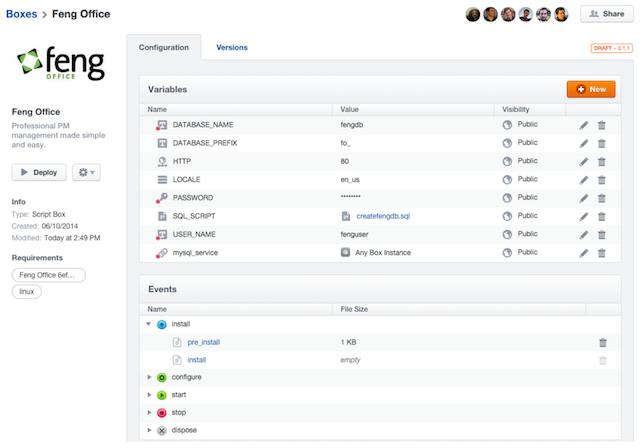 Boxes > Feng Office
Share
feng
OFFICE
Configuration
Versions
DRAFT - 0.1.1
Feng Office
Professional PM
management made simple
and easy.
Deploy
Info
Type: Script Box
Created: 06/10/2014
Modified: Today at 2:49 PM
Requirements
Feng Office 6ef...
linux
Variables
New
Name Value Visibility
DATABASE_NAME fengdb Public
DATABASE_PREFIX fo_ Public
HTTP 80 Public
LOCALE en_us Public
PASSWORD ******** Public
SQL_SCRIPT createfengdb.sql Public
USER_NAME fenguser Public
mysql_service Any Box Instance Public
Events
Name File Size
install
pre_install 1 KB
install empty
configure
start
stop
dispose